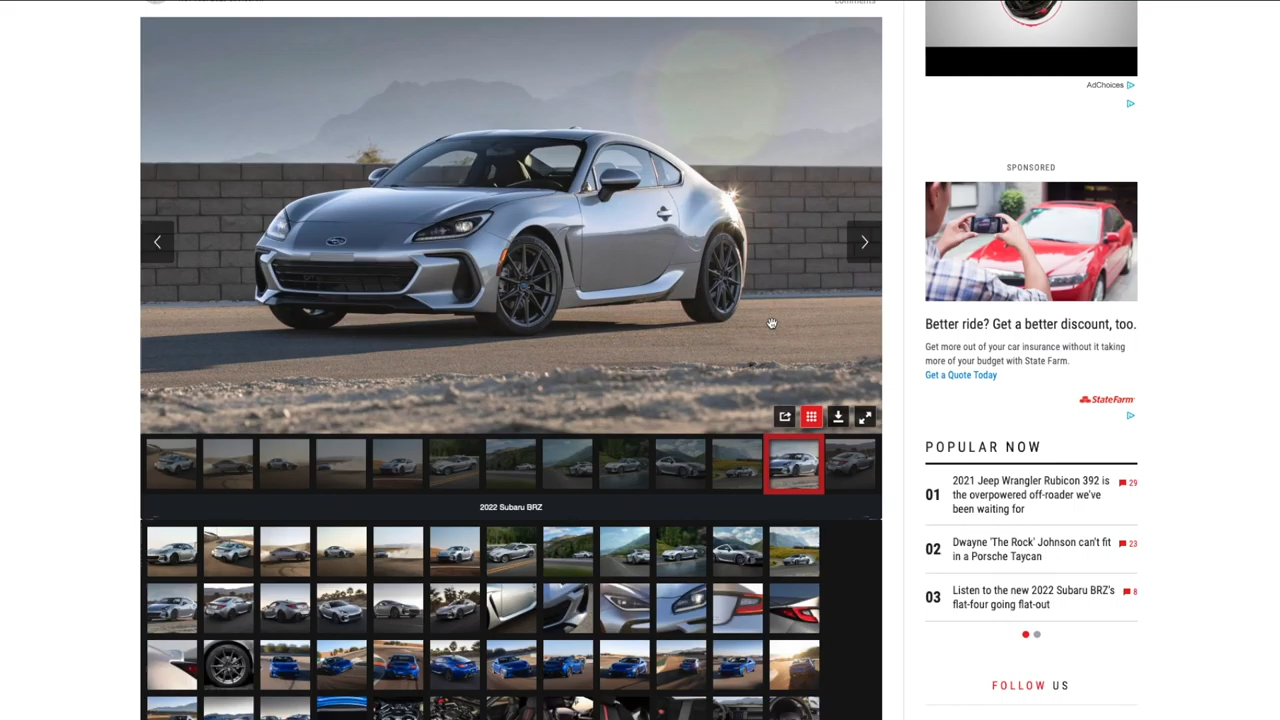 comments
AdChoices
SPONSORED
Better ride? Get a better discount, too.
Get more out of your car insurance without it taking
more of your budget with State Farm.
Get a Quote Today
StateFarm
2022 Subaru BRZ
POPULAR NOW
01
2021 Jeep Wrangler Rubicon 392 is
the overpowered off-roader we've
been waiting for
29
02
Dwayne 'The Rock' Johnson can't fit
in a Porsche Taycan
23
03
Listen to the new 2022 Subaru BRZ's
flat-four going flat-out
8
FOLLOW US